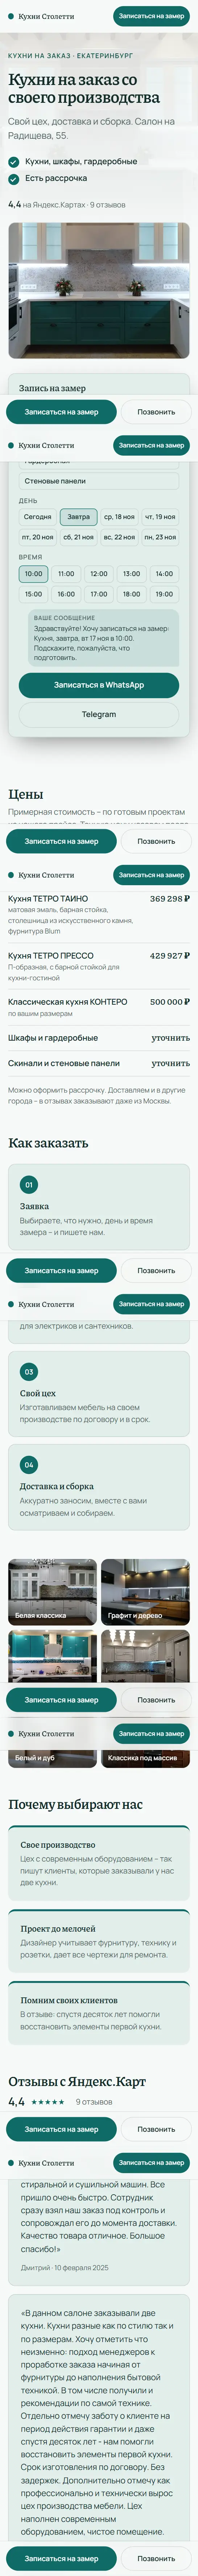 Кухни Столетти
Записаться на замер
КУХНИ НА ЗАКАЗ · ЕКАТЕРИНБУРГ
Кухни на заказ со
своего производства
Свой цех, доставка и сборка. Салон на
Радищева, 55.
Кухни, шкафы, гардеробные
Есть рассрочка
4,4 на Яндекс.Картах · 9 отзывов
Запись на замер
Записаться на замер
Позвонить
Кухни Столетти
Записаться на замер
Стеновые панели
ДЕНЬ
Сегодня
Завтра
ср, 18 ноя
чт, 19 ноя
пт, 20 ноя
сб, 21 ноя
вс, 22 ноя
пн, 23 ноя
ВРЕМЯ
10:00
11:00
12:00
13:00
14:00
15:00
16:00
17:00
18:00
19:00
ВАШЕ СООБЩЕНИЕ
Здравствуйте! Хочу записаться на замер:
Кухня, завтра, вт 17 ноя в 10:00.
Подскажите, пожалуйста, что
подготовить.
Записаться в WhatsApp
Telegram
Цены
Примерная стоимость – по готовым проектам
Записаться на замер
Позвонить
Кухни Столетти
Записаться на замер
Кухня ТЕТРО ТАИНО
369 298 ₽
матовая эмаль, барная стойка,
столешница из искусственного камня,
фурнитура Blum
Кухня ТЕТРО ПРЕССО
429 927 ₽
П-образная, с барной стойкой для
кухни-гостиной
Классическая кухня КОНТЕРО
500 000 ₽
по вашим размерам
Шкафы и гардеробные
уточнить
Скинали и стеновые панели
уточнить
Можно оформить рассрочку. Доставляем и в другие
города – в отзывах заказывают даже из Москвы.
Как заказать
01
Заявка
Выбираете, что нужно, день и время
замера – и пишете нам.
Записаться на замер
Позвонить
Кухни Столетти
Записаться на замер
для электриков и сантехников.
03
Свой цех
Изготавливаем мебель на своем
производстве по договору и в срок.
04
Доставка и сборка
Аккуратно заносим, вместе с вами
осматриваем и собираем.
Белая классика
Графит и дерево
Записаться на замер
Позвонить
Кухни Столетти
Записаться на замер
Белый и дуб
Классика под массив
Почему выбирают нас
Свое производство
Цех с современным оборудованием – так
пишут клиенты, которые заказывали у нас
две кухни.
Проект до мелочей
Дизайнер учитывает фурнитуру, технику и
розетки, дает все чертежи для ремонта.
Помним своих клиентов
В отзыве: спустя десяток лет помогли
восстановить элементы первой кухни.
Отзывы с Яндекс.Карт
4,4 ★★★★★ 9 отзывов
Записаться на замер
Позвонить
Кухни Столетти
Записаться на замер
стиральной и сушильной машин. Все
пришло очень быстро. Сотрудник
сразу взял наш заказ под контроль и
сопровождал его до момента доставки.
Качество товара отличное. Большое
спасибо!»
Дмитрий · 10 февраля 2025
«В данном салоне заказывали две
кухни. Кухни разные как по стилю так и
по размерам. Хочу отметить что
понравилось: подход менеджеров к
проработке заказа начиная от
фурнитуры до наполнения бытовой
техникой. В том числе получили и
рекомендации по самой технике.
Отдельно отмечу заботу о клиенте на
период действия гарантии и даже
спустя десяток лет - нам помогли
восстановить элементы первой кухни.
Срок изготовления по договору. Без
задержек. Дополнительно отмечу как
профессионально и технически вырос
цех производства мебели. Цех
наполнен современным
оборудованием, чистое помещение.
Записаться на замер
Позвонить